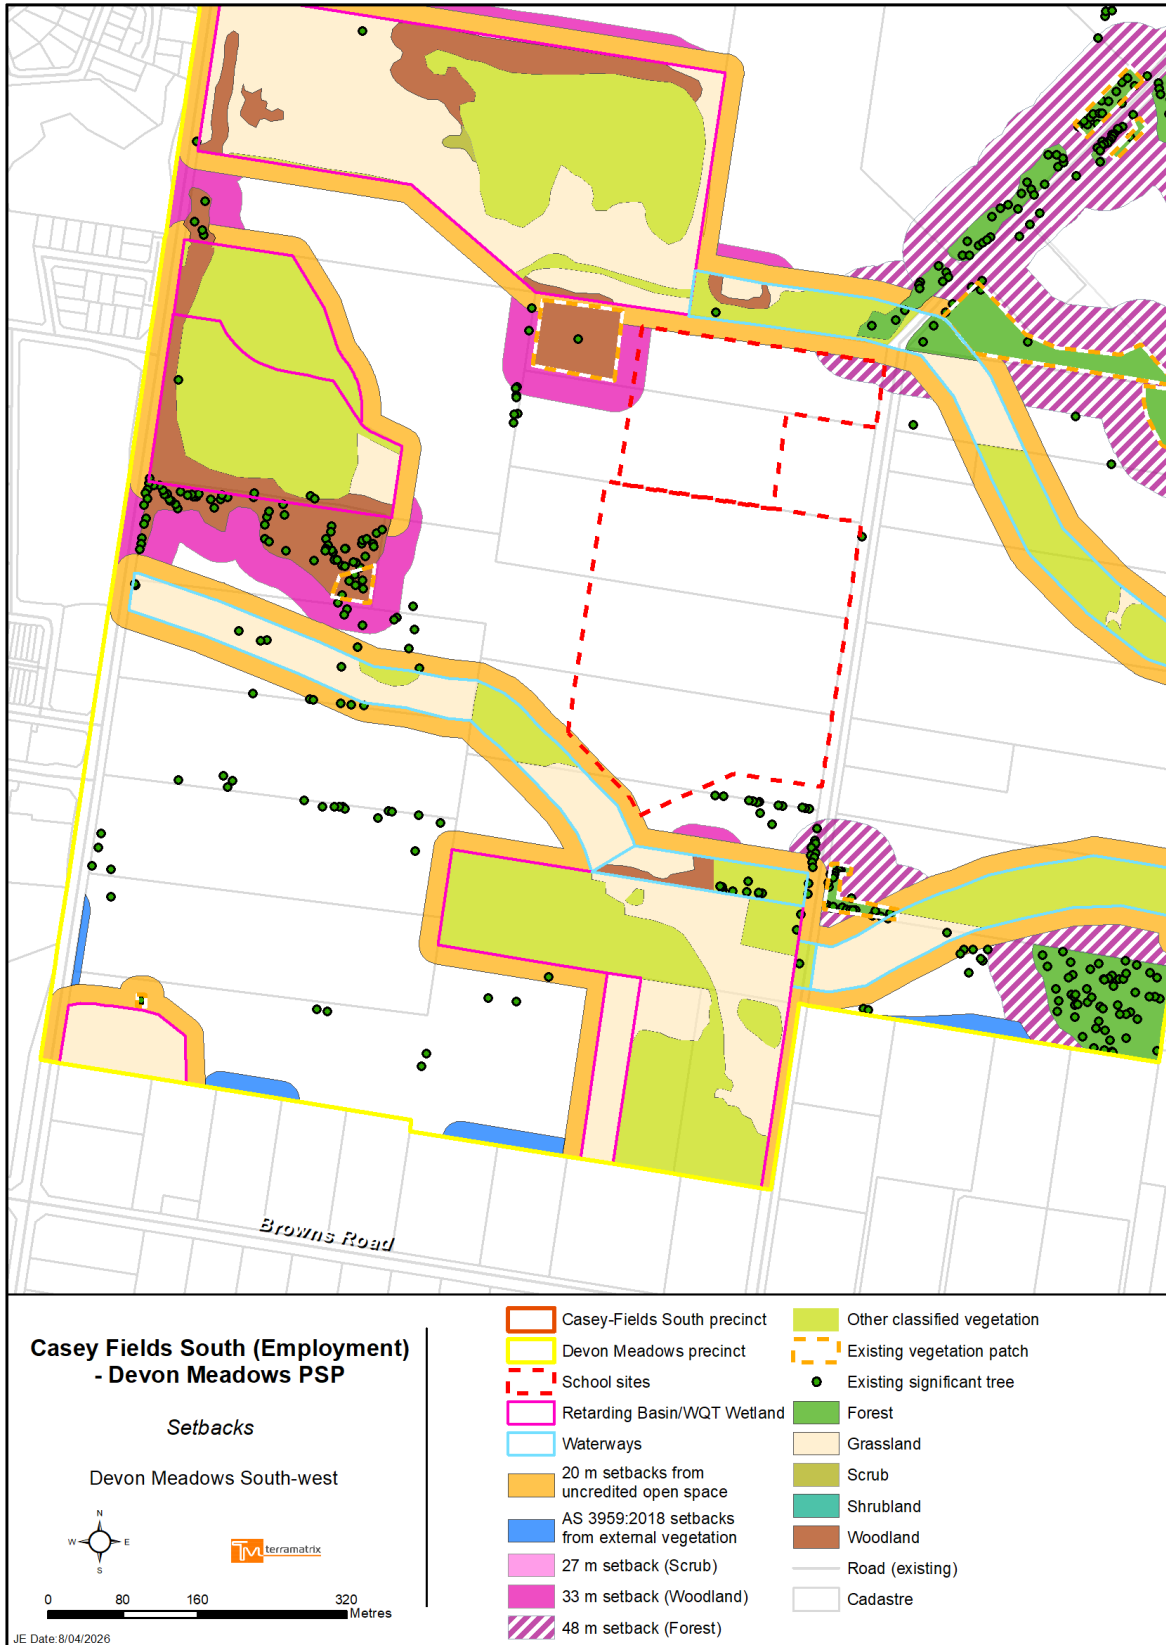 Browns Road
Casey Fields South (Employment)
- Devon Meadows PSP
Setbacks
Devon Meadows South-west
N
W
E
S
TM terramatrix
0
80
160
320
Metres
JE Date:8/04/2026
Casey-Fields South precinct
Devon Meadows precinct
School sites
Retarding Basin/WQT Wetland
Waterways
20 m setbacks from
uncredited open space
AS 3959:2018 setbacks
from external vegetation
27 m setback (Scrub)
33 m setback (Woodland)
48 m setback (Forest)
Other classified vegetation
Existing vegetation patch
Existing significant tree
Forest
Grassland
Scrub
Shrubland
Woodland
Road (existing)
Cadastre